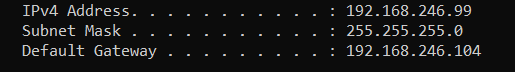 IPv4 Address. . . . . . . . . . . : 192.168.246.99
Subnet Mask . . . . . . . . . . . : 255.255.255.0
Default Gateway . . . . . . . . . : 192.168.246.104